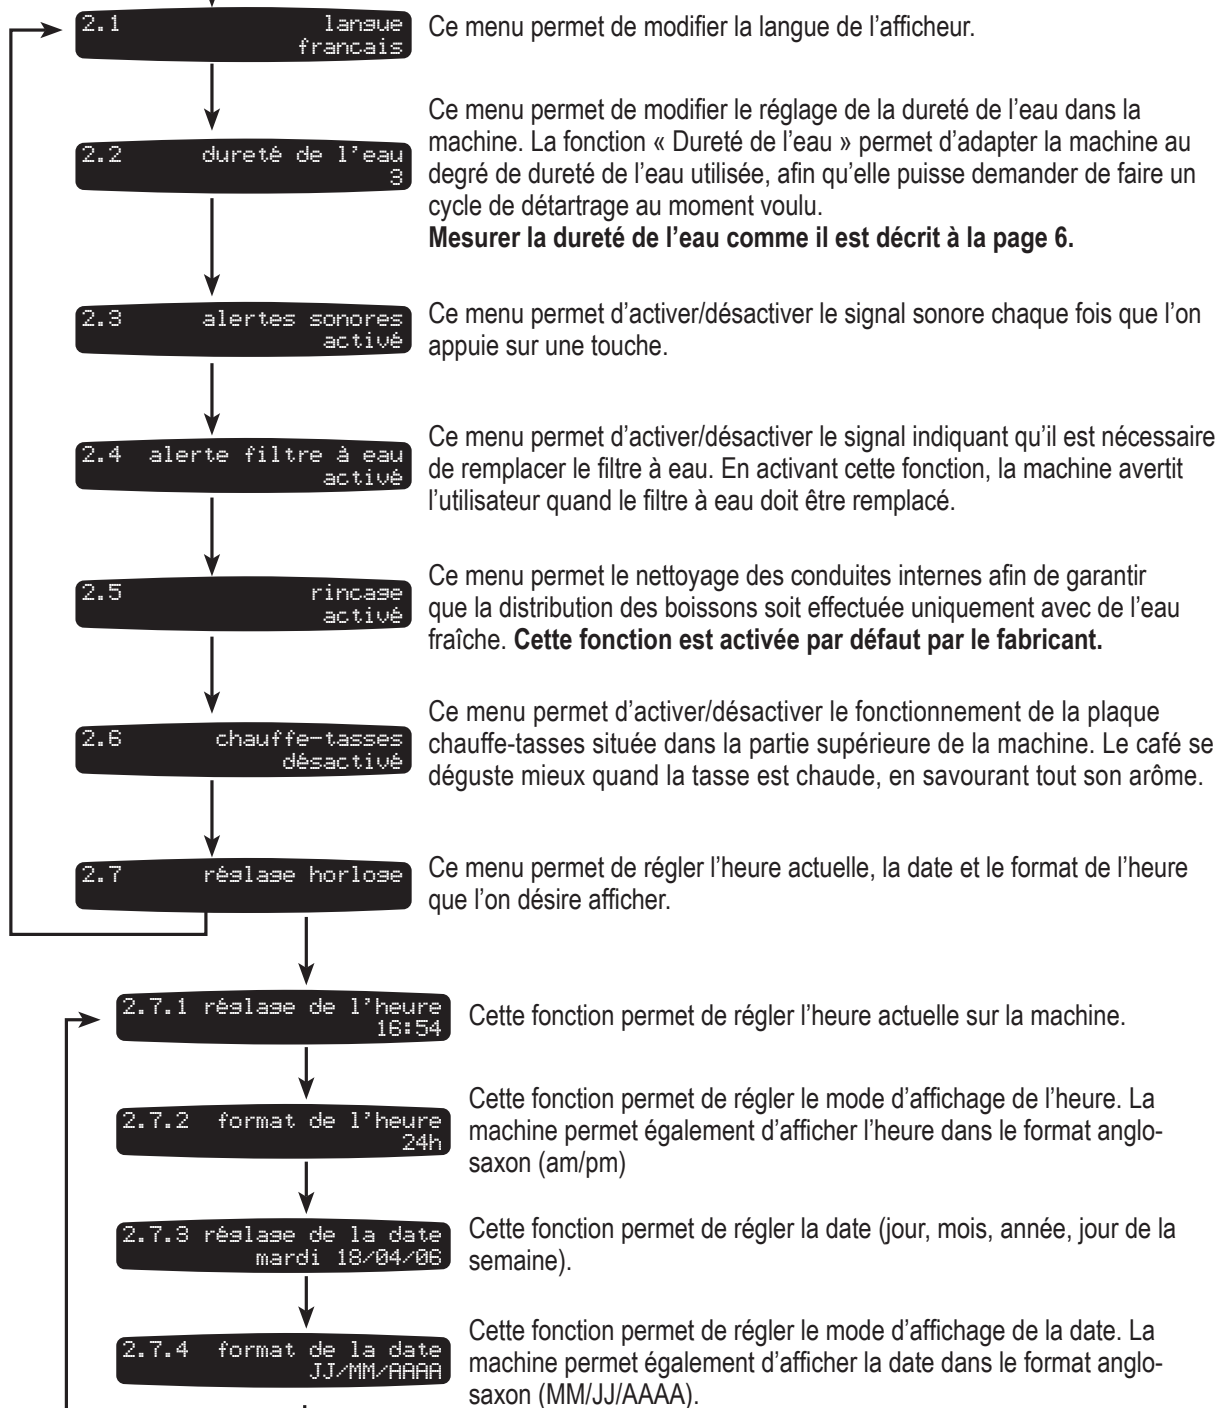 2.1 langue
francais
Ce menu permet de modifier la langue de l’afficheur.
2.2 dureté de l’eau
3
Ce menu permet de modifier le réglage de la dureté de l’eau dans la
machine. La fonction « Dureté de l’eau » permet d’adapter la machine au
degré de dureté de l’eau utilisée, afin qu’elle puisse demander de faire un
cycle de détartrage au moment voulu.
Mesurer la dureté de l’eau comme il est décrit à la page 6.
2.3 alertes sonores
activé
Ce menu permet d’activer/désactiver le signal sonore chaque fois que l’on
appuie sur une touche.
2.4 alerte filtre à eau
activé
Ce menu permet d’activer/désactiver le signal indiquant qu’il est nécessaire
de remplacer le filtre à eau. En activant cette fonction, la machine avertit
l’utilisateur quand le filtre à eau doit être remplacé.
2.5 rincage
activé
Ce menu permet le nettoyage des conduites internes afin de garantir
que la distribution des boissons soit effectuée uniquement avec de l’eau
fraîche. Cette fonction est activée par défaut par le fabricant.
2.6 chauffe-tasses
désactivé
Ce menu permet d’activer/désactiver le fonctionnement de la plaque
chauffe-tasses située dans la partie supérieure de la machine. Le café se
déguste mieux quand la tasse est chaude, en savourant tout son arôme.
2.7 réglage horloge
Ce menu permet de régler l’heure actuelle, la date et le format de l’heure
que l’on désire afficher.
2.7.1 réglage de l’heure
16:54
Cette fonction permet de régler l’heure actuelle sur la machine.
2.7.2 format de l’heure
24h
Cette fonction permet de régler le mode d’affichage de l’heure. La
machine permet également d’afficher l’heure dans le format anglo-
saxon (am/pm)
2.7.3 réglage de la date
mardi 18/04/06
Cette fonction permet de régler la date (jour, mois, année, jour de la
semaine).
2.7.4 format de la date
JJ/MM/AAAA
Cette fonction permet de régler le mode d’affichage de la date. La
machine permet également d’afficher la date dans le format anglo-
saxon (MM/JJ/AAAA).